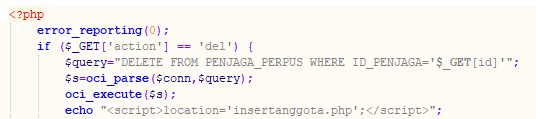 <?php
error_reporting(0);
if ($_GET['action'] == 'del') {
$query="DELETE FROM PENJAGA_PERPUS WHERE ID_PENJAGA='$_GET[id]'";
$s=oci_parse($conn,$query);
oci_execute($s);
echo "<script>location='insertanggota.php';</script>";